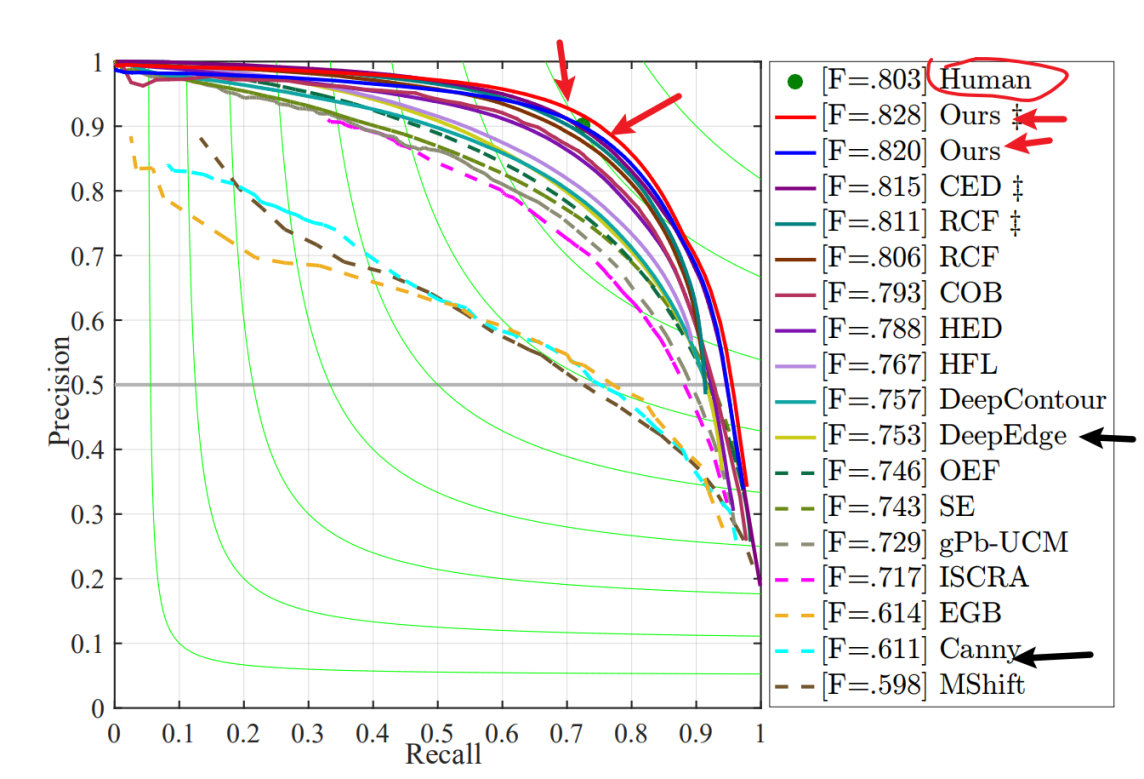 1
0.9
0.8
0.7
0.6
0.5
0.4
0.3
0.2
0.1
0
Precision
0 0.1 0.2 0.3 0.4 0.5 0.6 0.7 0.8 0.9 1
Recall
[F=.803] Human
[F=.828] Ours ‡
[F=.820] Ours
[F=.815] CED ‡
[F=.811] RCF ‡
[F=.806] RCF
[F=.793] COB
[F=.788] HED
[F=.767] HFL
[F=.757] DeepContour
[F=.753] DeepEdge
[F=.746] OEF
[F=.743] SE
[F=.729] gPb-UCM
[F=.717] ISCRA
[F=.614] EGB
[F=.611] Canny
[F=.598] MShift